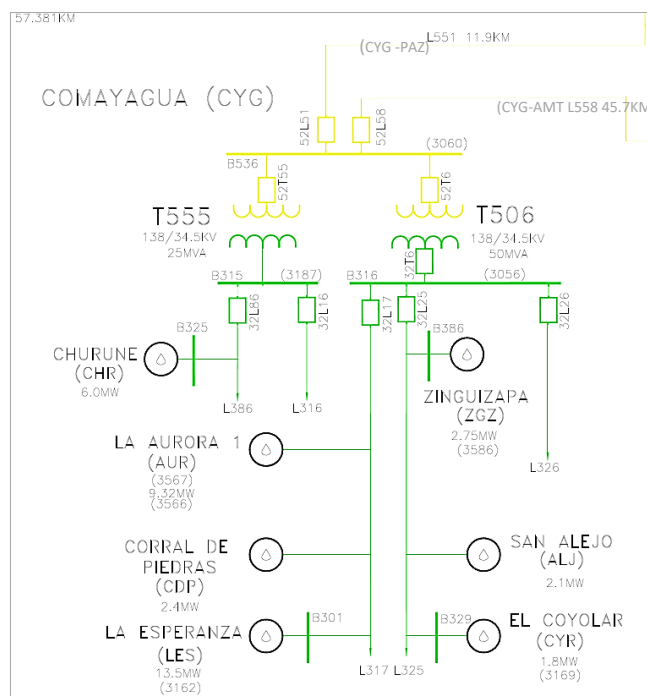 57.381KM
L551 11.9KM
(CYG -PAZ)
COMAYAGUA (CYG)
(CYG-AMT L558 45.7KM
52L51
52L58
B536
(3060)
52T55
52T6
T555
138/34.5KV
25MVA
T506
138/34.5KV
50MVA
32T6
B315
(3187)
B316
(3056)
32L86
32L16
32L17
32L25
32L26
B325
B386
CHURUNE
(CHR)
6.0MW
L386
L316
ZINGUIZAPA
(ZGZ)
2.75MW
(3586)
L326
LA AURORA 1
(AUR)
(3567)
9.32MW
(3566)
CORRAL DE
PIEDRAS
(CDP)
2.4MW
SAN ALEJO
(ALJ)
2.1MW
LA ESPERANZA
(LES)
13.5MW
(3162)
B301
B329
EL COYOLAR
(CYR)
1.8MW
(3169)
L317
L325